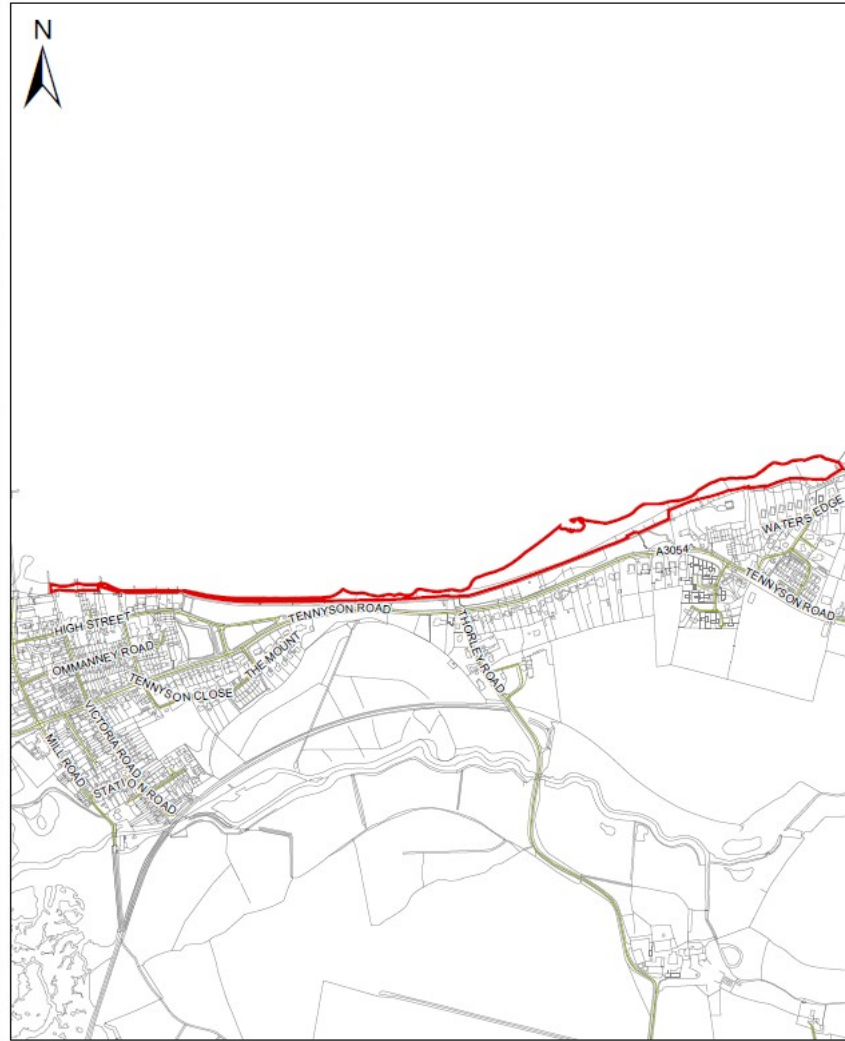 N
WATERS EDGE
A3054
TENNYSON ROAD
TENNYSON ROAD
HIGH STREET
THORLEY ROAD
OMMANNEY ROAD
THE MOUNT
TENNYSON CLOSE
VICTORIA ROAD
MILL ROAD
STATION ROAD